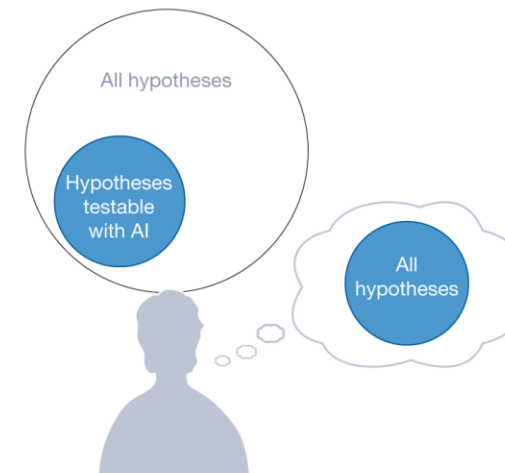 All hypotheses
Hypotheses
testable
with AI
All
hypotheses